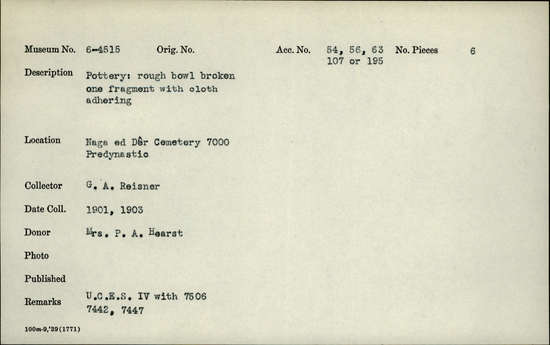 Museum No. 6-4515 Orig. No. Acc. No. 54, 56, 63 No. Pieces 6
107 or 195
Description Pottery: rough bowl broken
one fragment with cloth
adhering
Location Naga ed Dêr Cemetery 7000
Predynastic
Collector G. A. Reisner
Date Coll. 1901, 1903
Donor Mrs. P. A. Hearst
Photo
Published
Remarks U.C.E.S. IV with 7506
7442, 7447
100m-9,'39(1771)